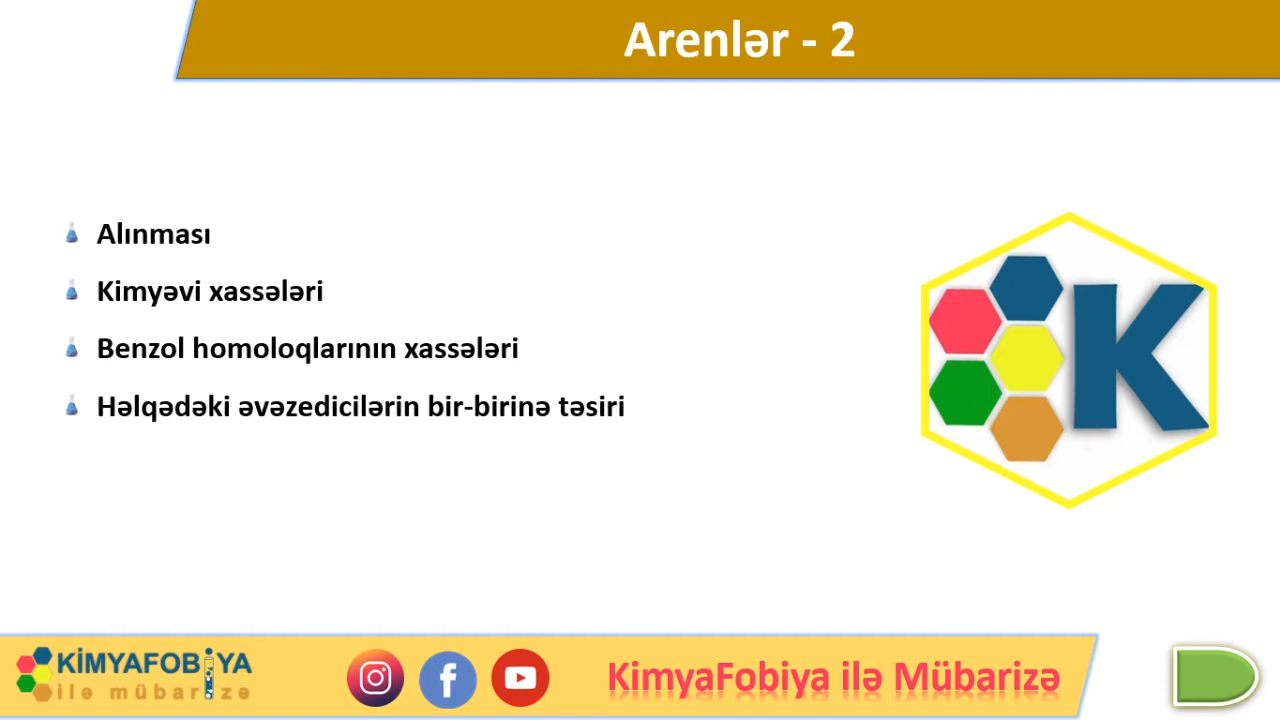 Arenlər - 2
Alınması
Kimyəvi xassələri
Benzol homoloqlarının xassələri
Həlqədəki əvəzedicilərin bir-birinə təsiri
K
KİMYAFOBİYA
ilə mübarizə
KimyaFobiya ilə Mübarizə